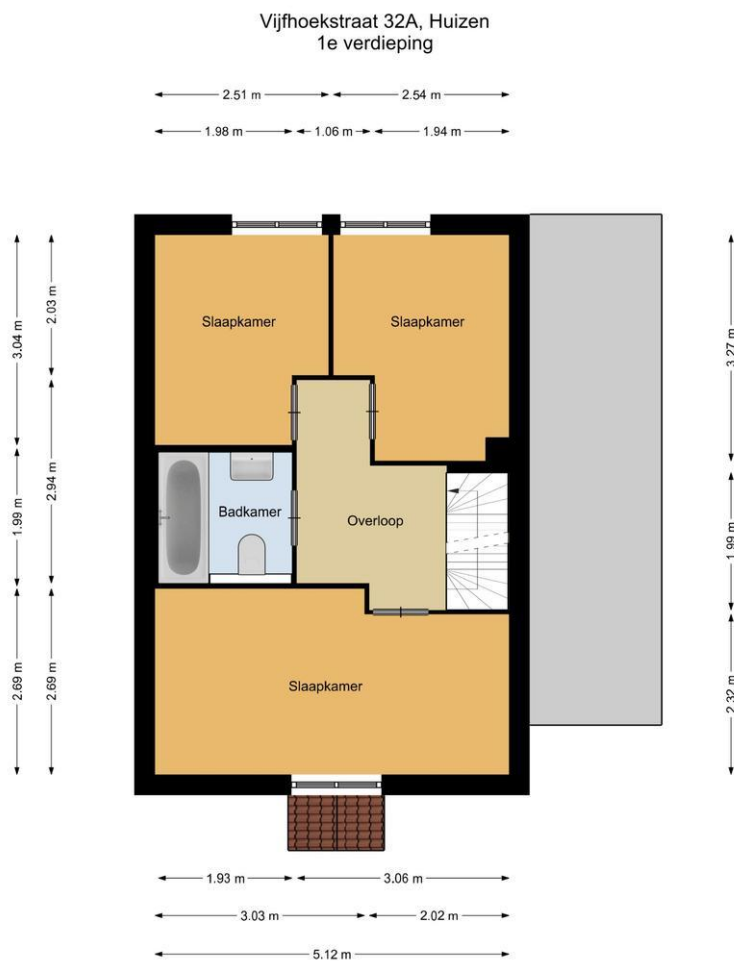 Vijfhoekstraat 32A, Huizen
1e verdieping
2.51 m
2.54 m
1.98 m
1.06 m
1.94 m
3.04 m
2.03 m
3.27 m
Slaapkamer
Slaapkamer
1.99 m
2.94 m
1.99 m
Badkamer
Overloop
2.69 m
2.69 m
2.32 m
Slaapkamer
1.93 m
3.06 m
3.03 m
2.02 m
5.12 m